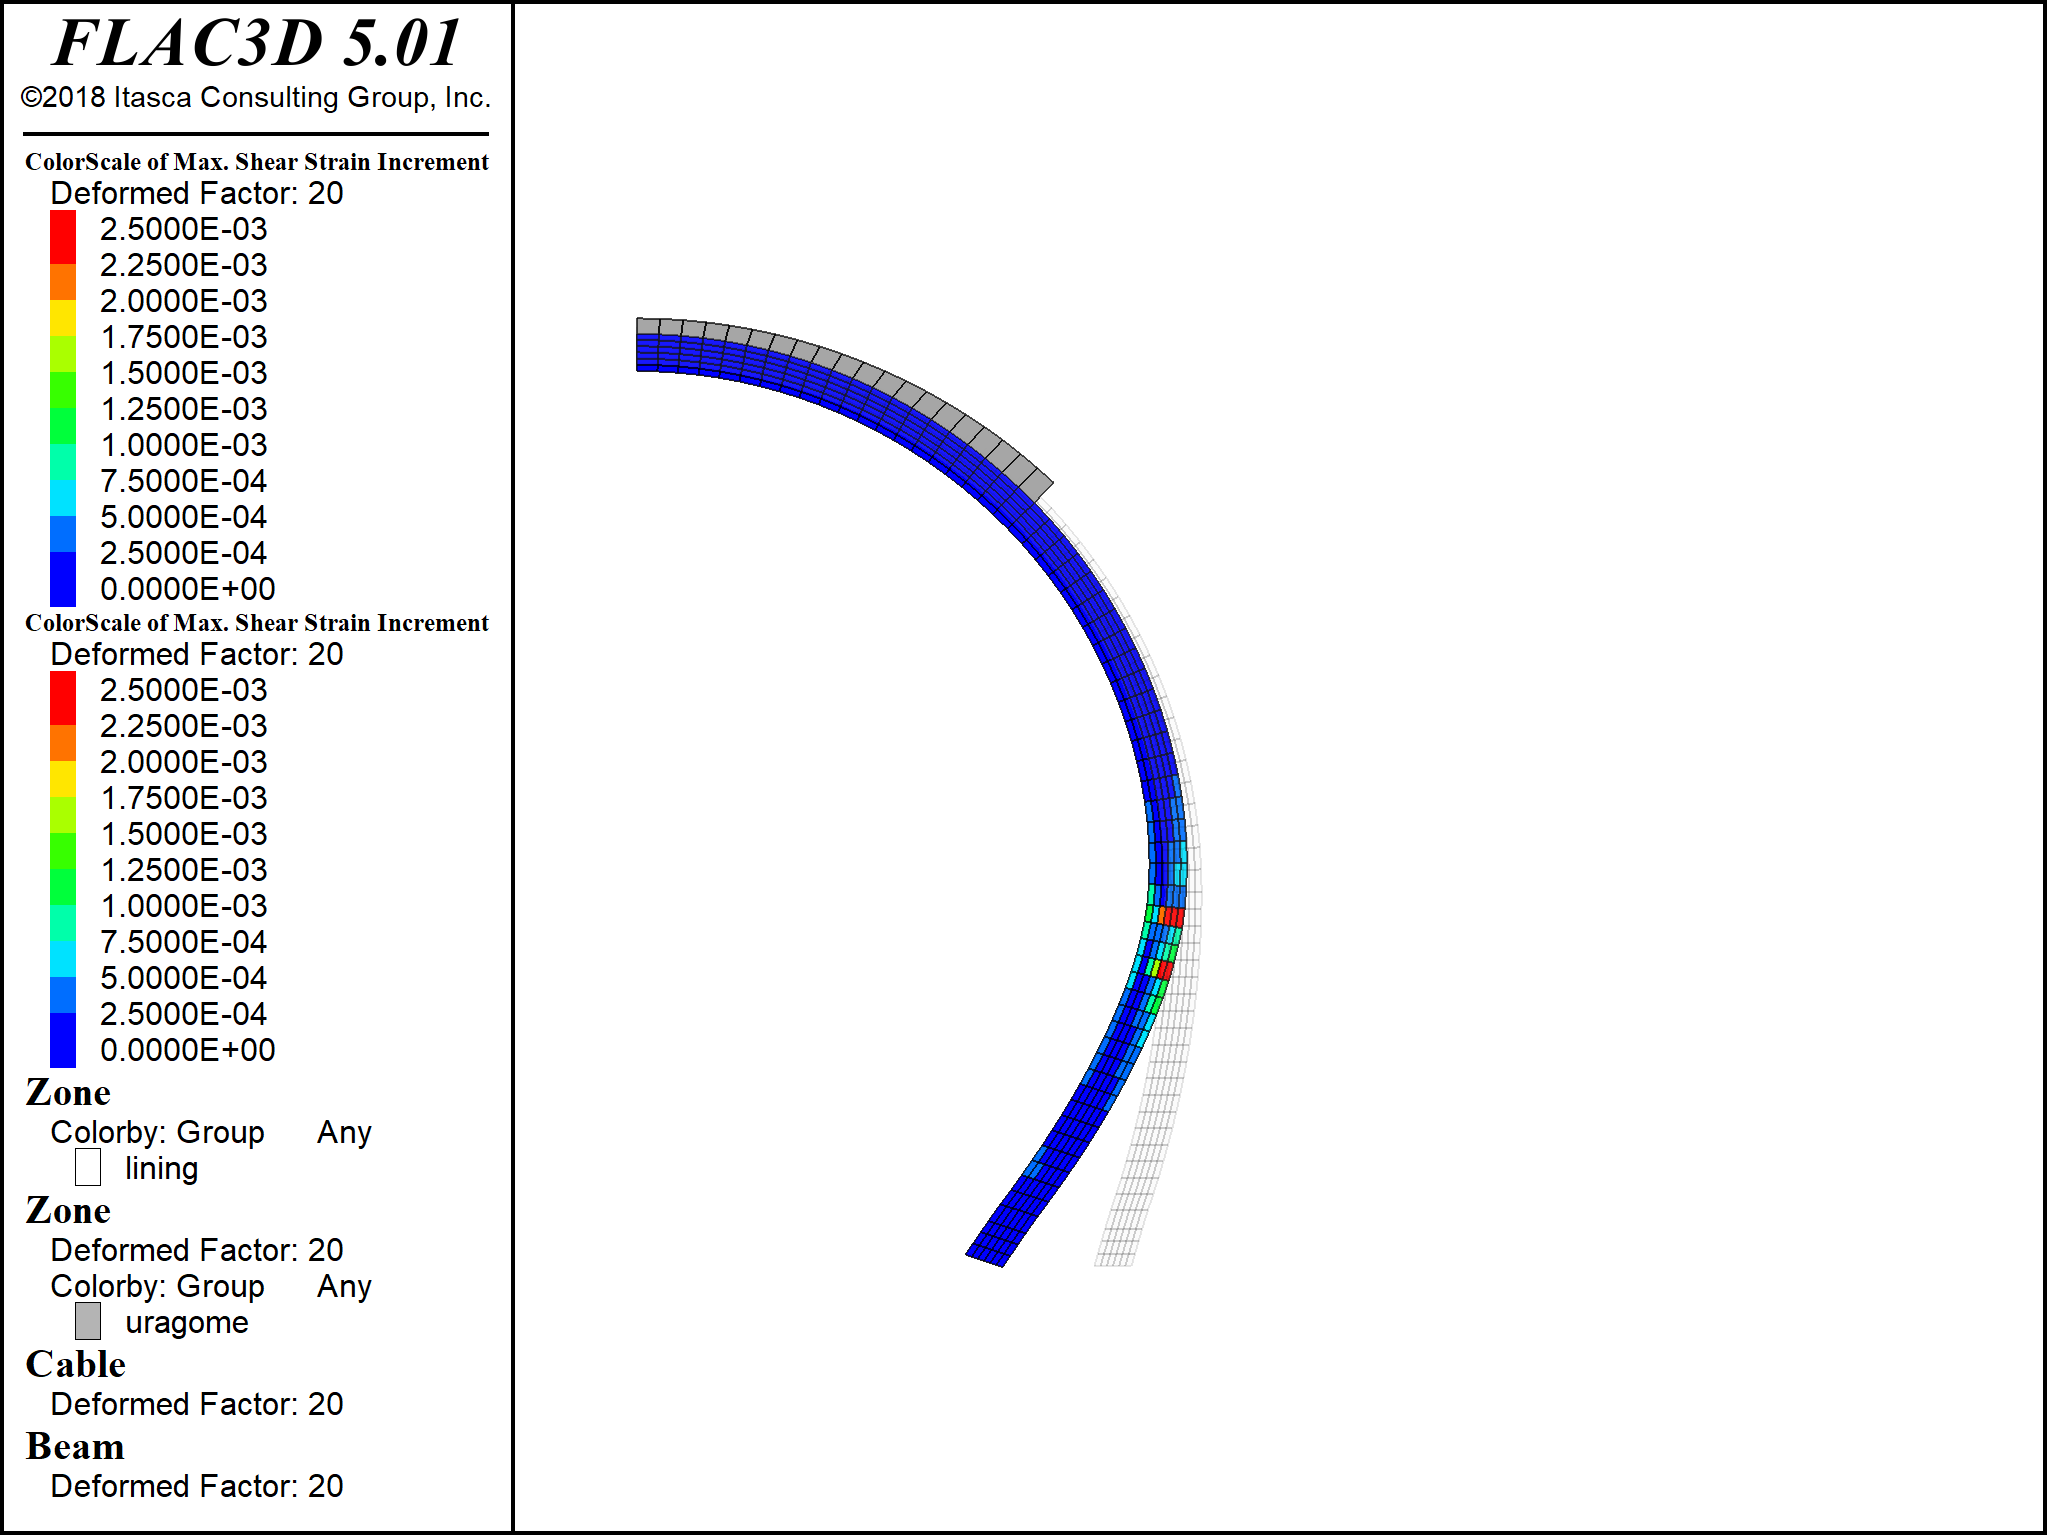 FLAC3D 5.01
©2018 Itasca Consulting Group, Inc.
ColorScale of Max. Shear Strain Increment
Deformed Factor: 20
2.5000E-03
2.2500E-03
2.0000E-03
1.7500E-03
1.5000E-03
1.2500E-03
1.0000E-03
7.5000E-04
5.0000E-04
2.5000E-04
0.0000E+00
ColorScale of Max. Shear Strain Increment
Deformed Factor: 20
2.5000E-03
2.2500E-03
2.0000E-03
1.7500E-03
1.5000E-03
1.2500E-03
1.0000E-03
7.5000E-04
5.0000E-04
2.5000E-04
0.0000E+00
Zone
Colorby: Group Any
lining
Zone
Deformed Factor: 20
Colorby: Group Any
uragome
Cable
Deformed Factor: 20
Beam
Deformed Factor: 20